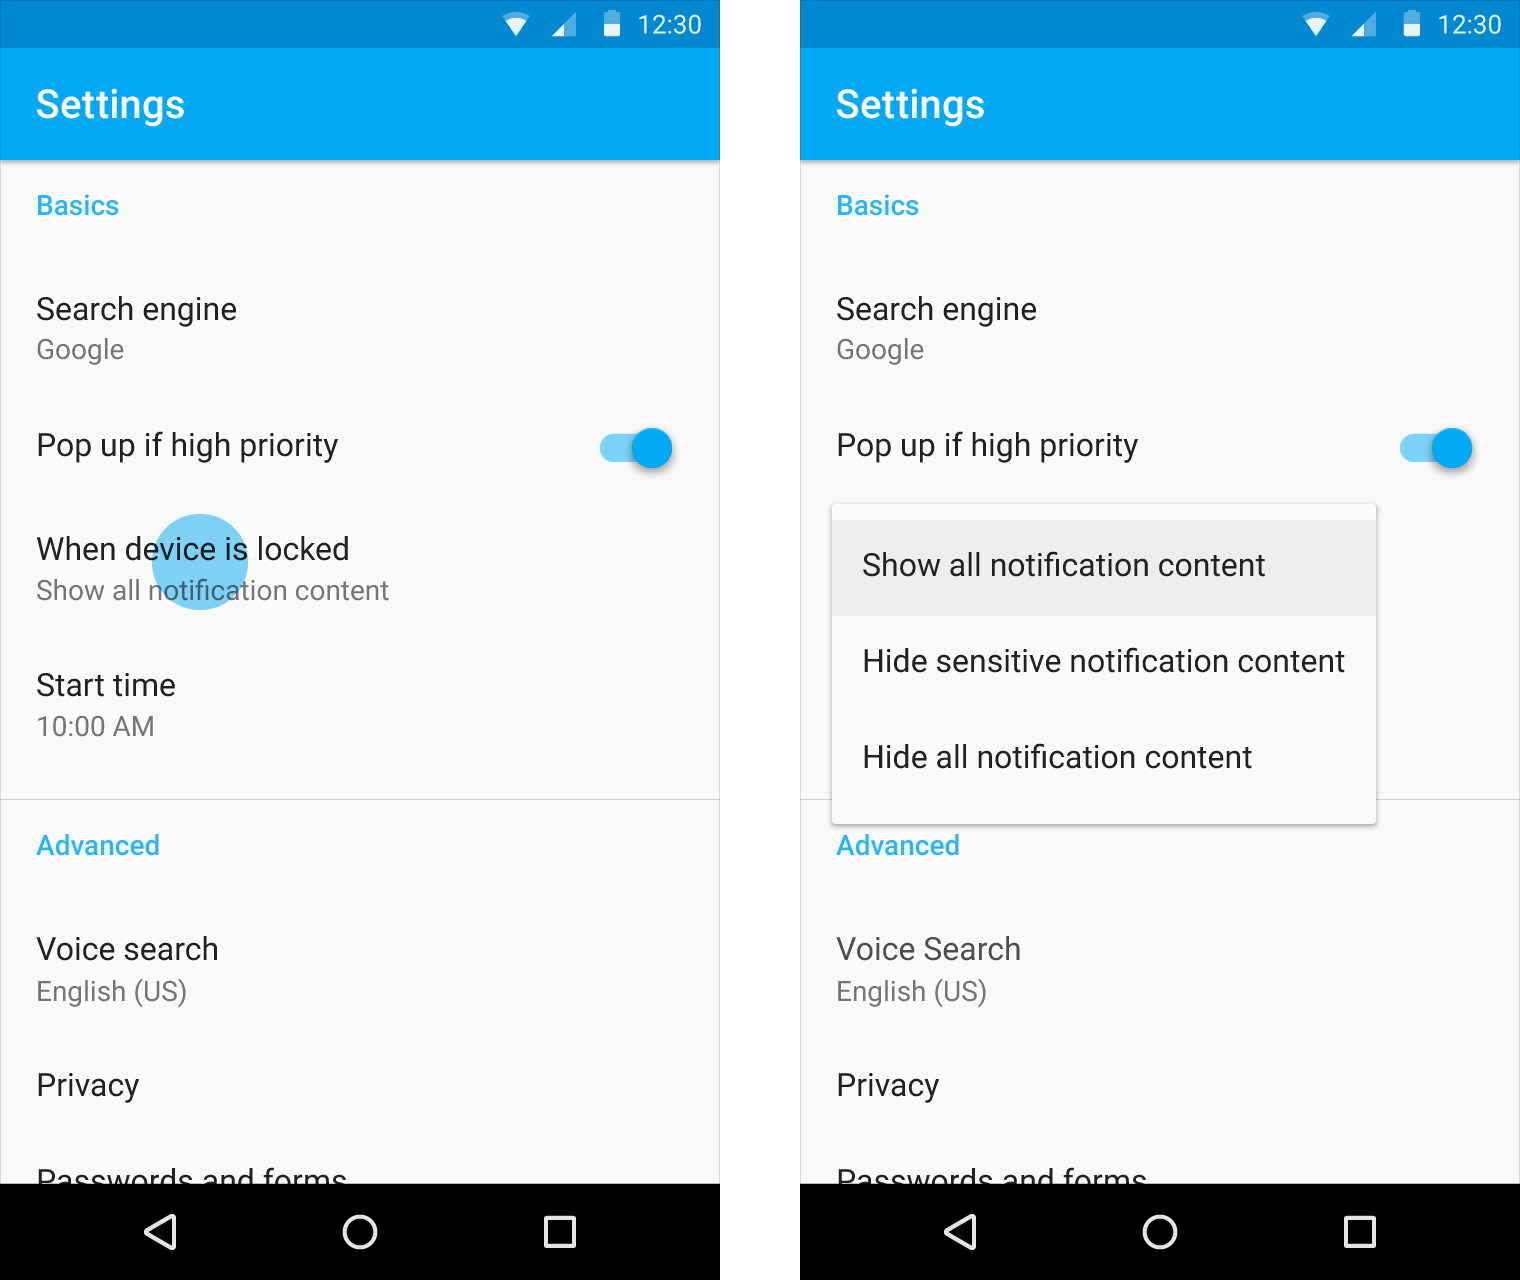 12:30
Settings
Basics
Search engine
Google
Pop up if high priority
When device is locked
Show all notification content
Start time
10:00 AM
Advanced
Voice search
English (US)
Privacy
Passwords and forms
12:30
Settings
Basics
Search engine
Google
Pop up if high priority
Show all notification content
Hide sensitive notification content
Hide all notification content
Advanced
Voice Search
English (US)
Privacy
Passwords and forms